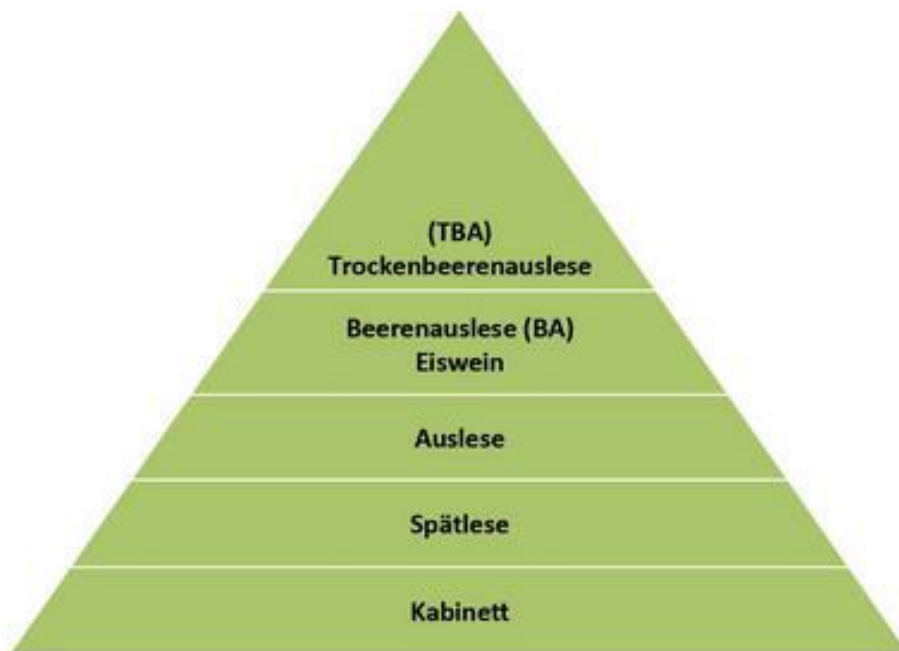 (TBA)
Trockenbeerenauslese
Beerenauslese (BA)
Eiswein
Auslese
Spätlese
Kabinett